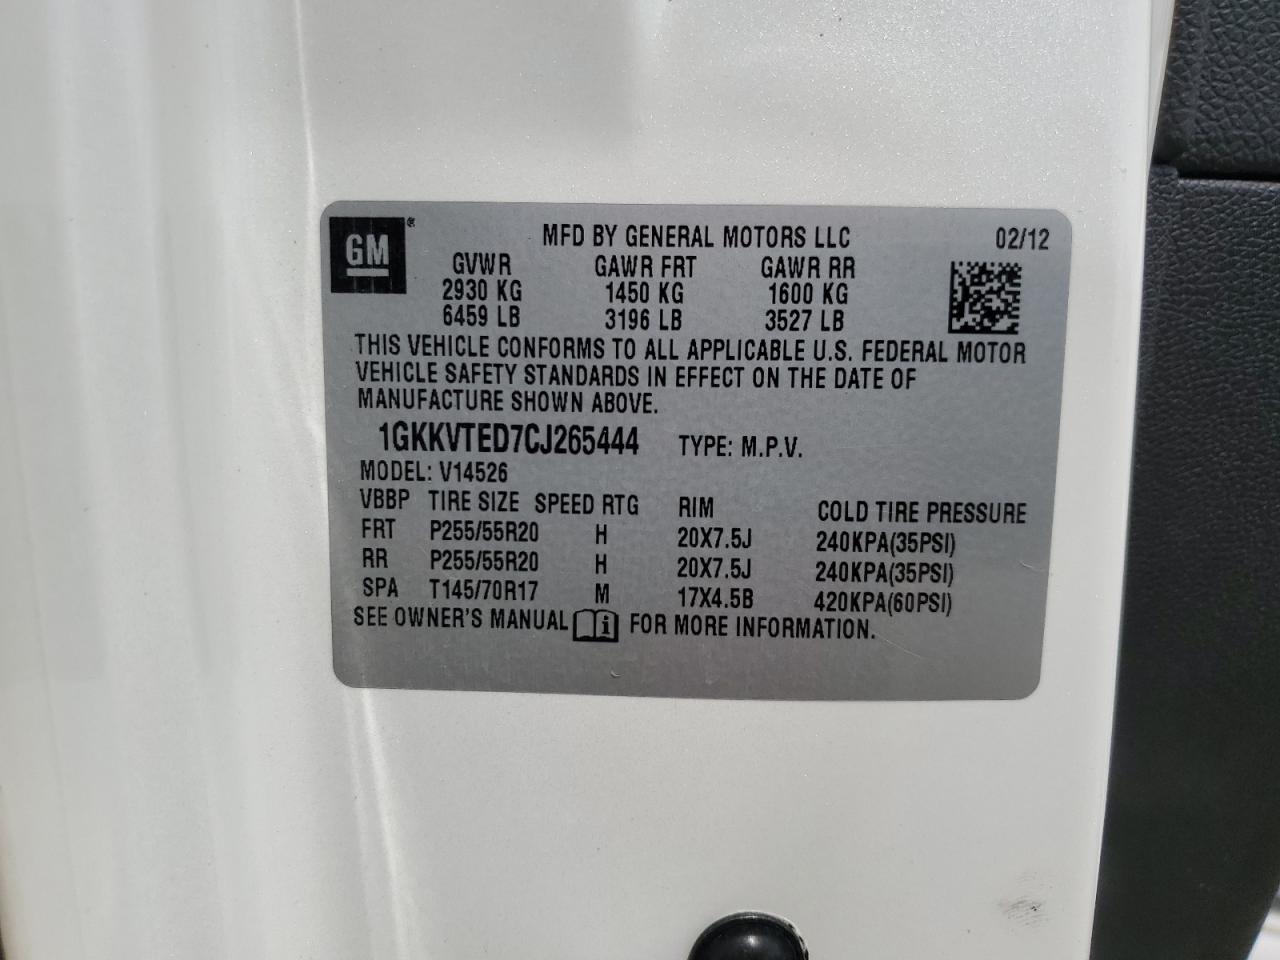 GM ® MFD BY GENERAL MOTORS LLC 02/12
GVWR GAWR FRT GAWR RR
2930 KG 1450 KG 1600 KG
6459 LB 3196 LB 3527 LB
THIS VEHICLE CONFORMS TO ALL APPLICABLE U.S. FEDERAL MOTOR
VEHICLE SAFETY STANDARDS IN EFFECT ON THE DATE OF
MANUFACTURE SHOWN ABOVE.
1GKKVTED7CJ265444 TYPE: M.P.V.
MODEL: V14526
VBBP TIRE SIZE SPEED RTG RIM COLD TIRE PRESSURE
FRT P255/55R20 H 20X7.5J 240KPA(35PSI)
RR P255/55R20 H 20X7.5J 240KPA(35PSI)
SPA T145/70R17 M 17X4.5B 420KPA(60PSI)
SEE OWNER'S MANUAL i FOR MORE INFORMATION.